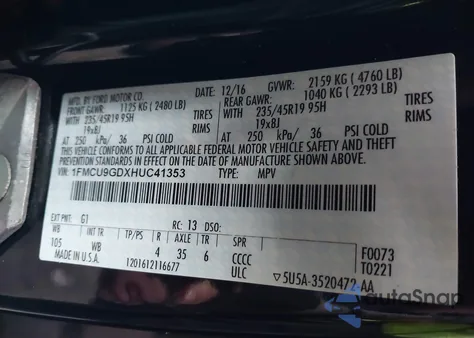 MFD. BY FORD MOTOR CO.
12/16 GVWR: 2159 KG ( 4760 LB)
FRONT GAWR: 1125 KG ( 2480 LB) REAR GAWR: 1040 KG ( 2293 LB)
WITH 235/45R19 95H TIRES WITH 235/45R19 95H TIRES
19x8J RIMS 19x8J RIMS
AT 250 kPa/ 36 PSI COLD AT 250 kPa/ 36 PSI COLD
CONFORMS TO ALL APPLICABLE FEDERAL MOTOR VEHICLE SAFETY AND THEFT
PREVENTION STANDARDS IN EFFECT ON THE DATE OF MANUFACTURE SHOWN ABOVE.
VIN: 1FMCU9GDXHUC41353 TYPE: MPV
EXT PNT: G1 RC: 13 DSO:
WB TP/PS AXLE TR SPR
105 WB 4 4 35 6 CCCC F0073
MADE IN U.S.A. ULC T0221
1201612116677 5U5A-3520472-AA
AutoSnap